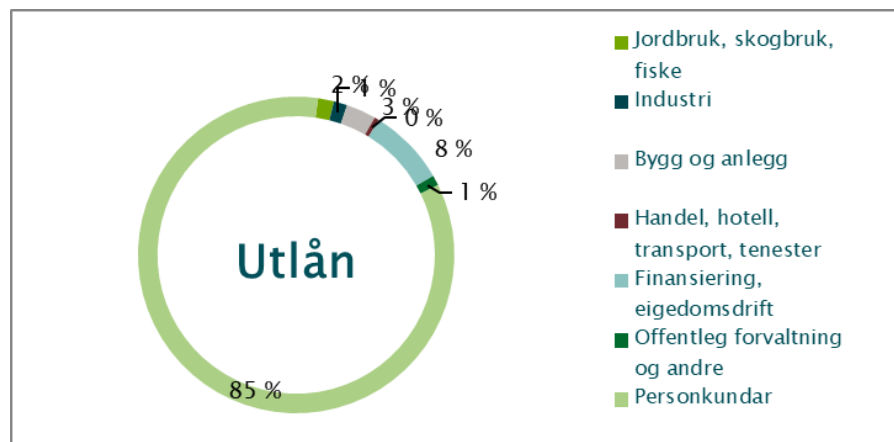 2 %
1 %
3 %
0 %
8 %
1 %
85 %
Utlån
Jordbruk, skogbruk,
fiske
Industri
Bygg og anlegg
Handel, hotell,
transport, tenester
Finansiering,
eigedomsdrift
Offentleg forvaltning
og andre
Personkundar